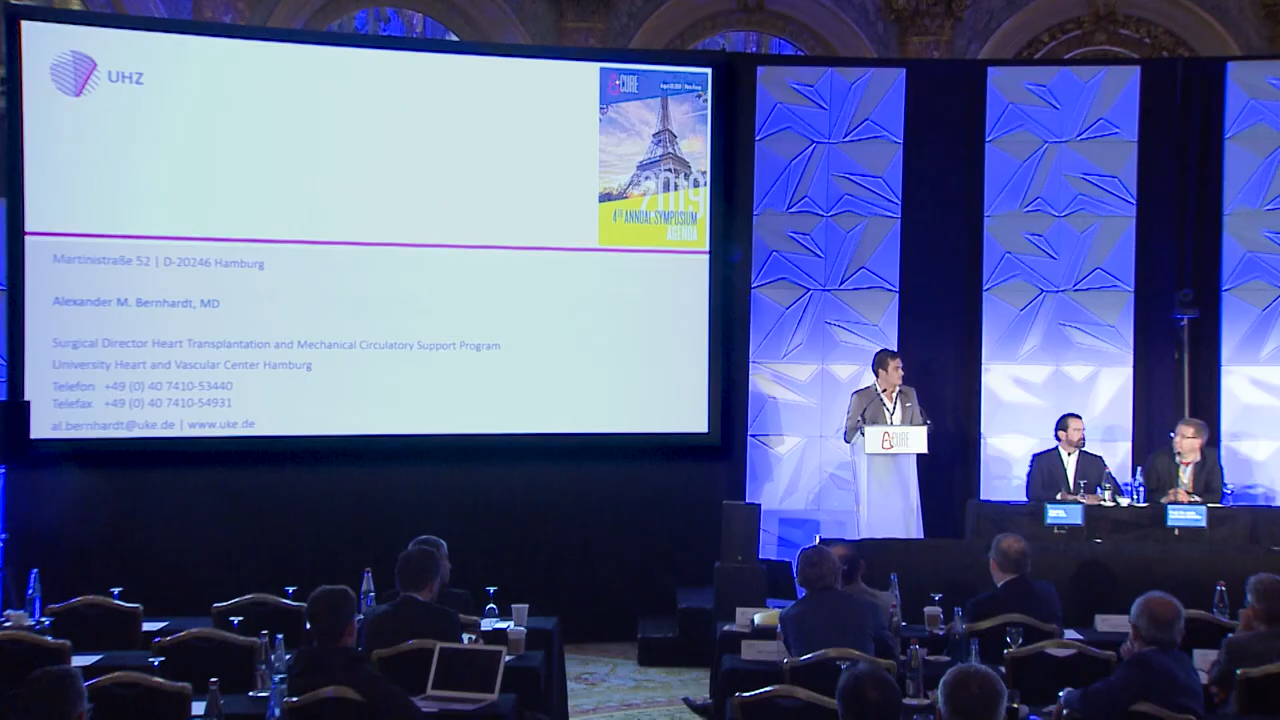 UHZ
CURE
2019
4TH ANNUAL SYMPOSIUM
AGENDA
Martinistraße 52 | D-20246 Hamburg
Alexander M. Bernhardt, MD
Surgical Director Heart Transplantation and Mechanical Circulatory Support Program
University Heart and Vascular Center Hamburg
Telefon +49 (0) 40 7410-53440
Telefax +49 (0) 40 7410-54931
al.bernhardt@uke.de | www.uke.de
CURE